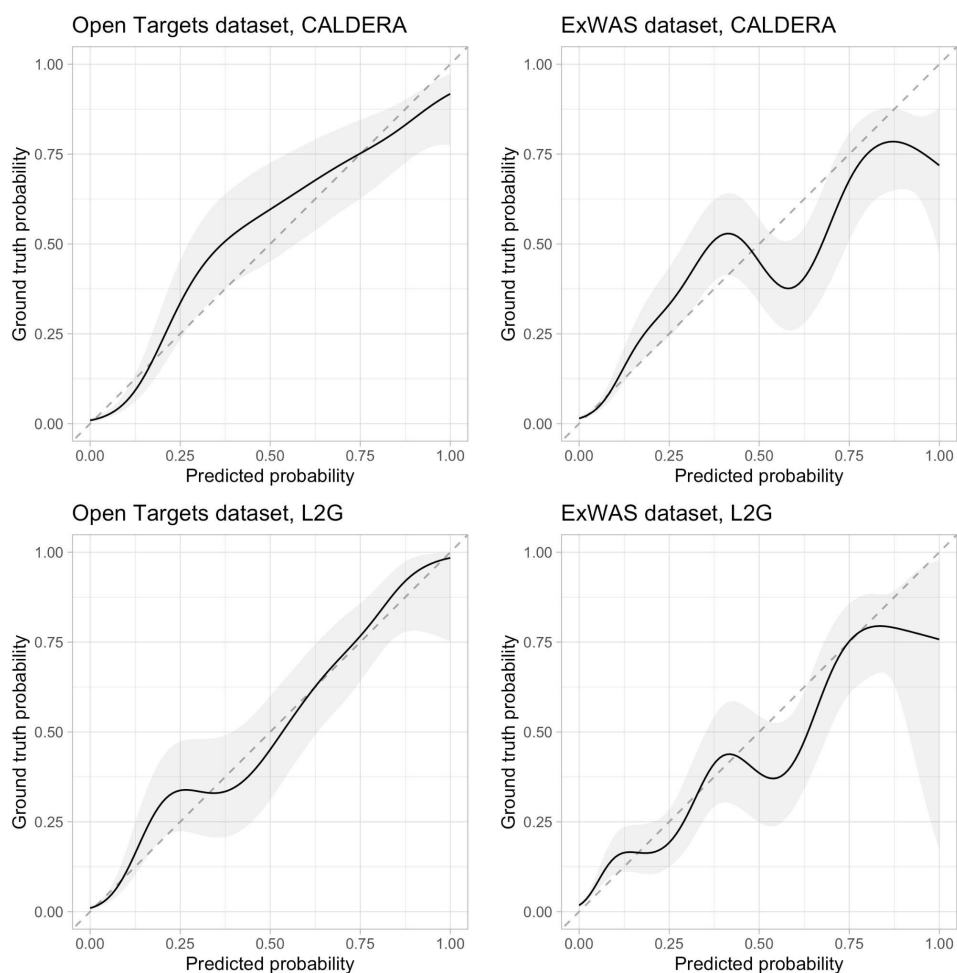 Open Targets dataset, CALDERA
1.00
0.75
0.50
0.25
0.00
Ground truth probability
0.00 0.25 0.50 0.75 1.00
Predicted probability
ExWAS dataset, CALDERA
1.00
0.75
0.50
0.25
0.00
Ground truth probability
0.00 0.25 0.50 0.75 1.00
Predicted probability
Open Targets dataset, L2G
1.00
0.75
0.50
0.25
0.00
Ground truth probability
0.00 0.25 0.50 0.75 1.00
Predicted probability
ExWAS dataset, L2G
1.00
0.75
0.50
0.25
0.00
Ground truth probability
0.00 0.25 0.50 0.75 1.00
Predicted probability